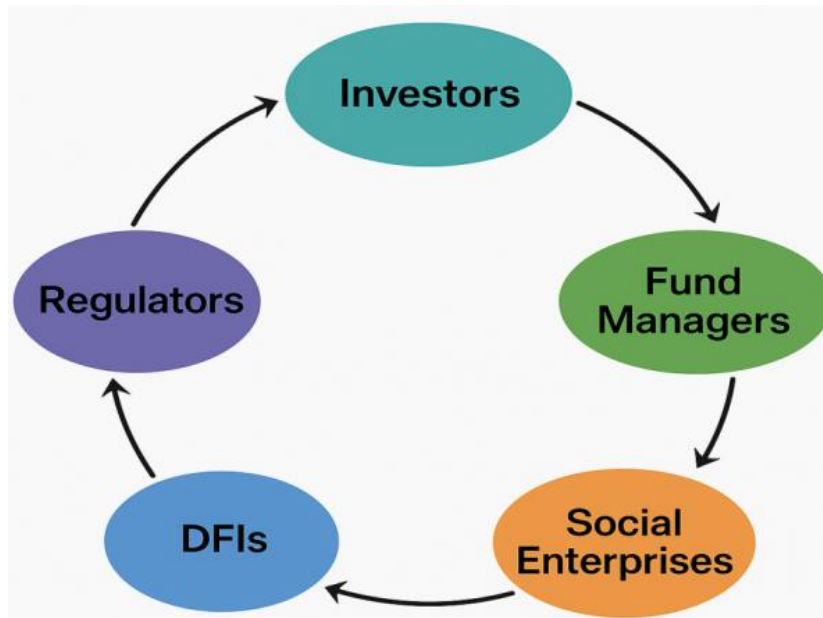 Investors
Fund
Managers
Social
Enterprises
DFIs
Regulators